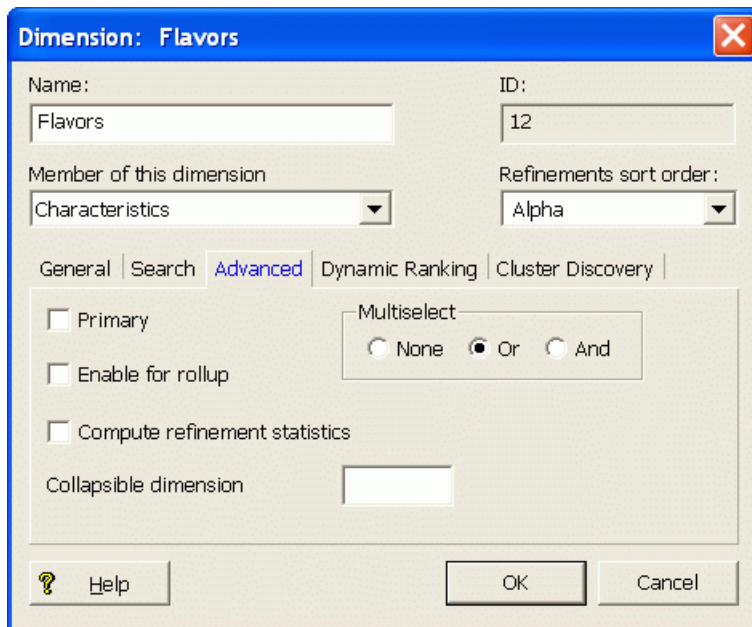 Dimension: Flavors
Name: ID:
Flavors 12
Member of this dimension Refinements sort order:
Characteristics Alpha
General Search Advanced Dynamic Ranking Cluster Discovery
Primary Multiselect
None Or And
Enable for rollup
Compute refinement statistics
Collapsible dimension
? Help OK Cancel